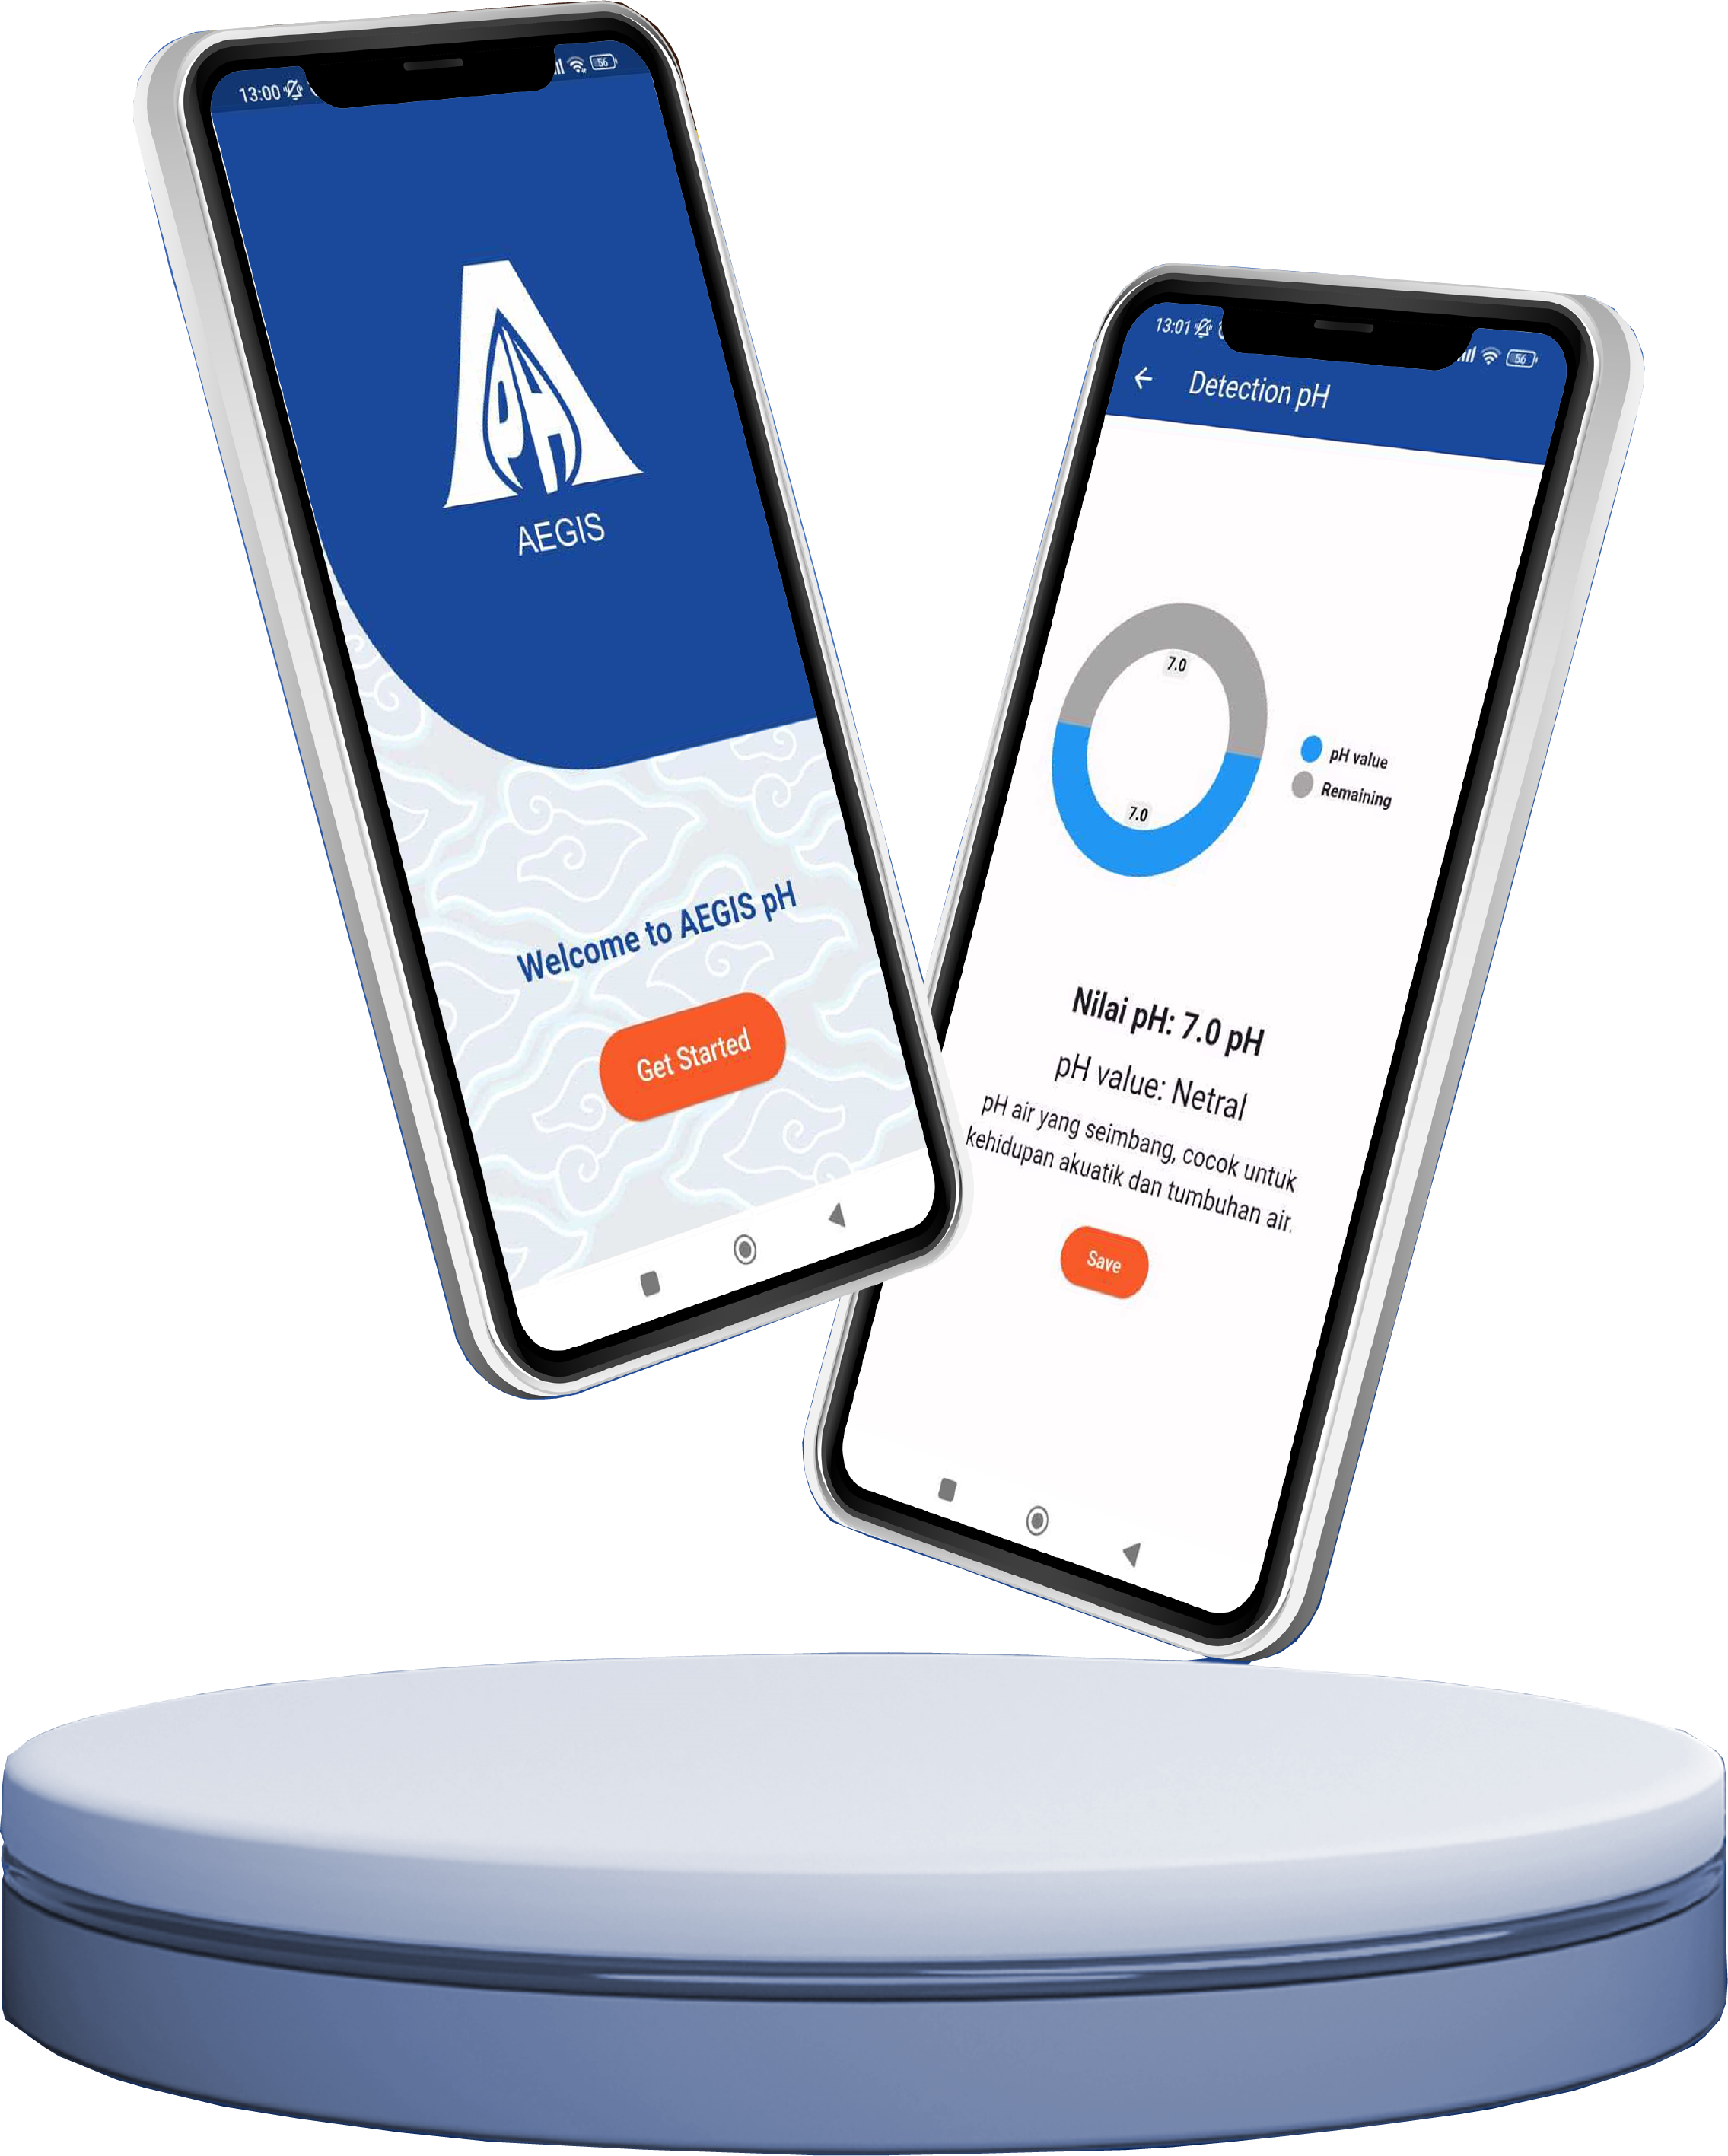 13:00
56
PH
AEGIS
Welcome to AEGIS pH
Get Started
13:01
56
Detection pH
7.0
7.0
pH value
Remaining
Nilai pH: 7.0 pH
pH value: Netral
pH air yang seimbang, cocok untuk
kehidupan akuatik dan tumbuhan air.
Save